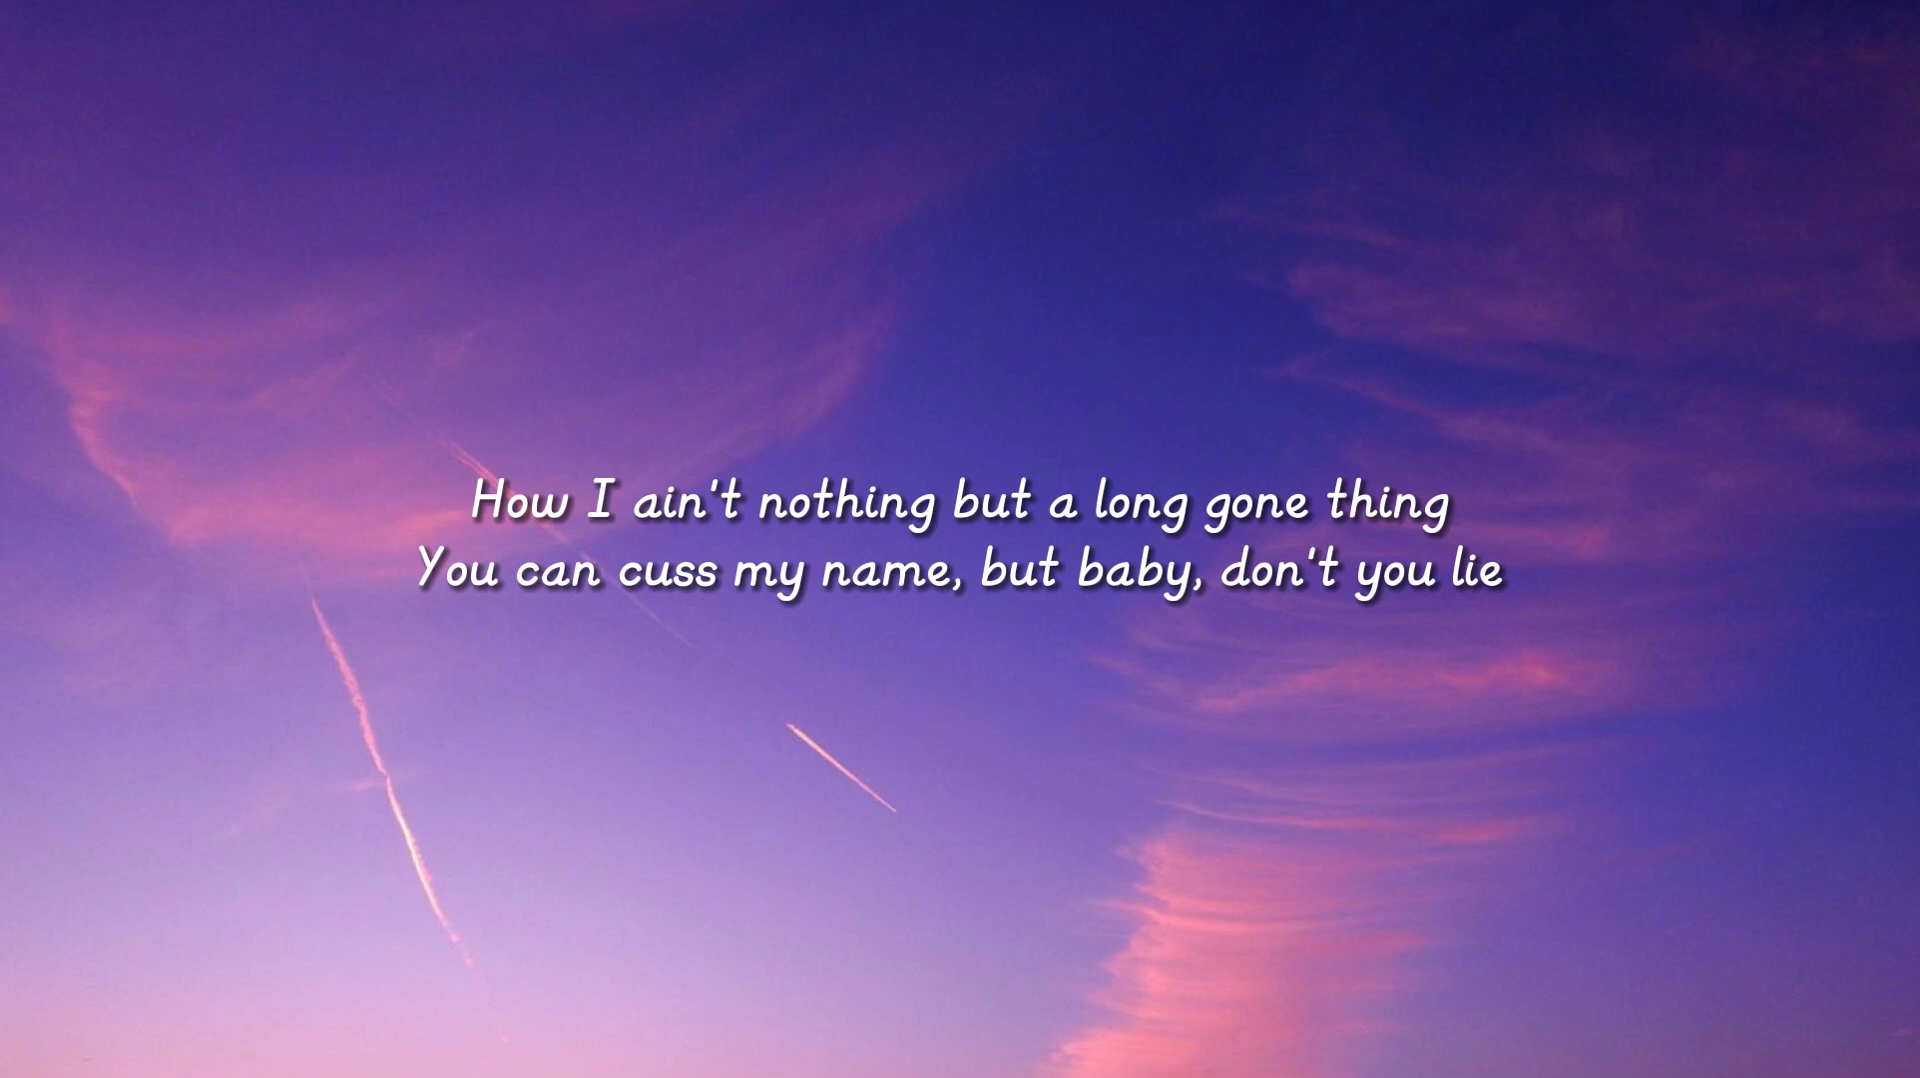 How I ain't nothing but a long gone thing
You can cuss my name, but baby, don't you lie